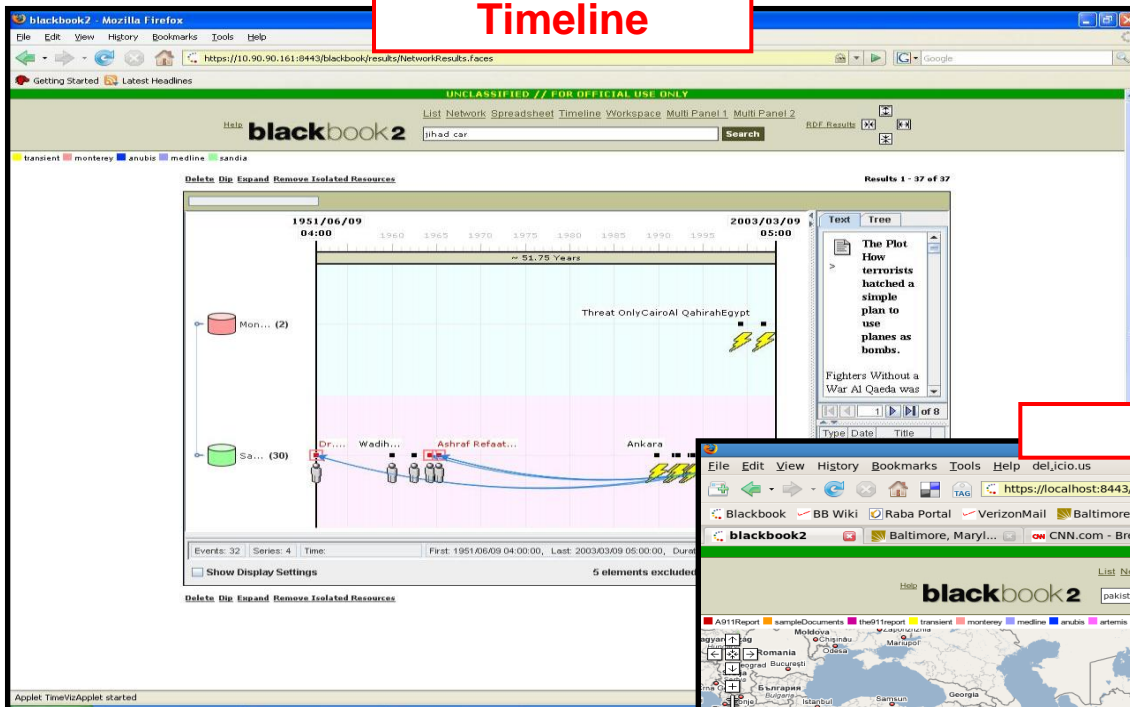 Timeline
blackbook2 - Mozilla Firefox
File Edit View History Bookmarks Tools Help
https://10.90.90.161:8443/blackbook/results/NetworkResults.faces
Google
Getting Started Latest Headlines
UNCLASSIFIED // FOR OFFICIAL USE ONLY
List Network Spreadsheet Timeline Workspace Multi Panel 1 Multi Panel 2
Help blackbook2
jihad car
Search
RDF Results
transient monterey anubis medline sandia
Delete Dip Expand Remove Isolated Resources
Results 1 - 37 of 37
1951/06/09
04:00
1960 1965 1970 1975 1980 1985 1990 1995
2003/03/09
05:00
~ 51.75 Years
Mon... (2)
Threat OnlyCairoAl QahirahEgypt
Sa... (30)
Dr.... Wadih... Ashraf Refaat... Ankara
Text Tree
The Plot
How
terrorists
hatched a
simple
plan to
use
planes as
bombs.
>
Fighters Without a
War Al Qaeda was
1 of 8
Type Date Title
Events: 32 Series: 4 Time: First: 1951/06/09 04:00:00, Last: 2003/03/09 05:00:00, Durat
Show Display Settings
5 elements excluded
Delete Dip Expand Remove Isolated Resources
Applet TimeVizApplet started
File Edit View History Bookmarks Tools Help del.icio.us
TAG
https://localhost:8443/
Blackbook BB Wiki Raba Portal VerizonMail Baltimore
blackbook2 Baltimore, Maryl... CNN.com - Bre
List Ne
Help blackbook2
pakist
A911Report sampleDocuments the911report transient monterey medline anubis artemis
Moldova
Chișinău
Mariupol'
Odesa
Romania
București
България
Bulgaria
Istanbul
Samsun
Georgia